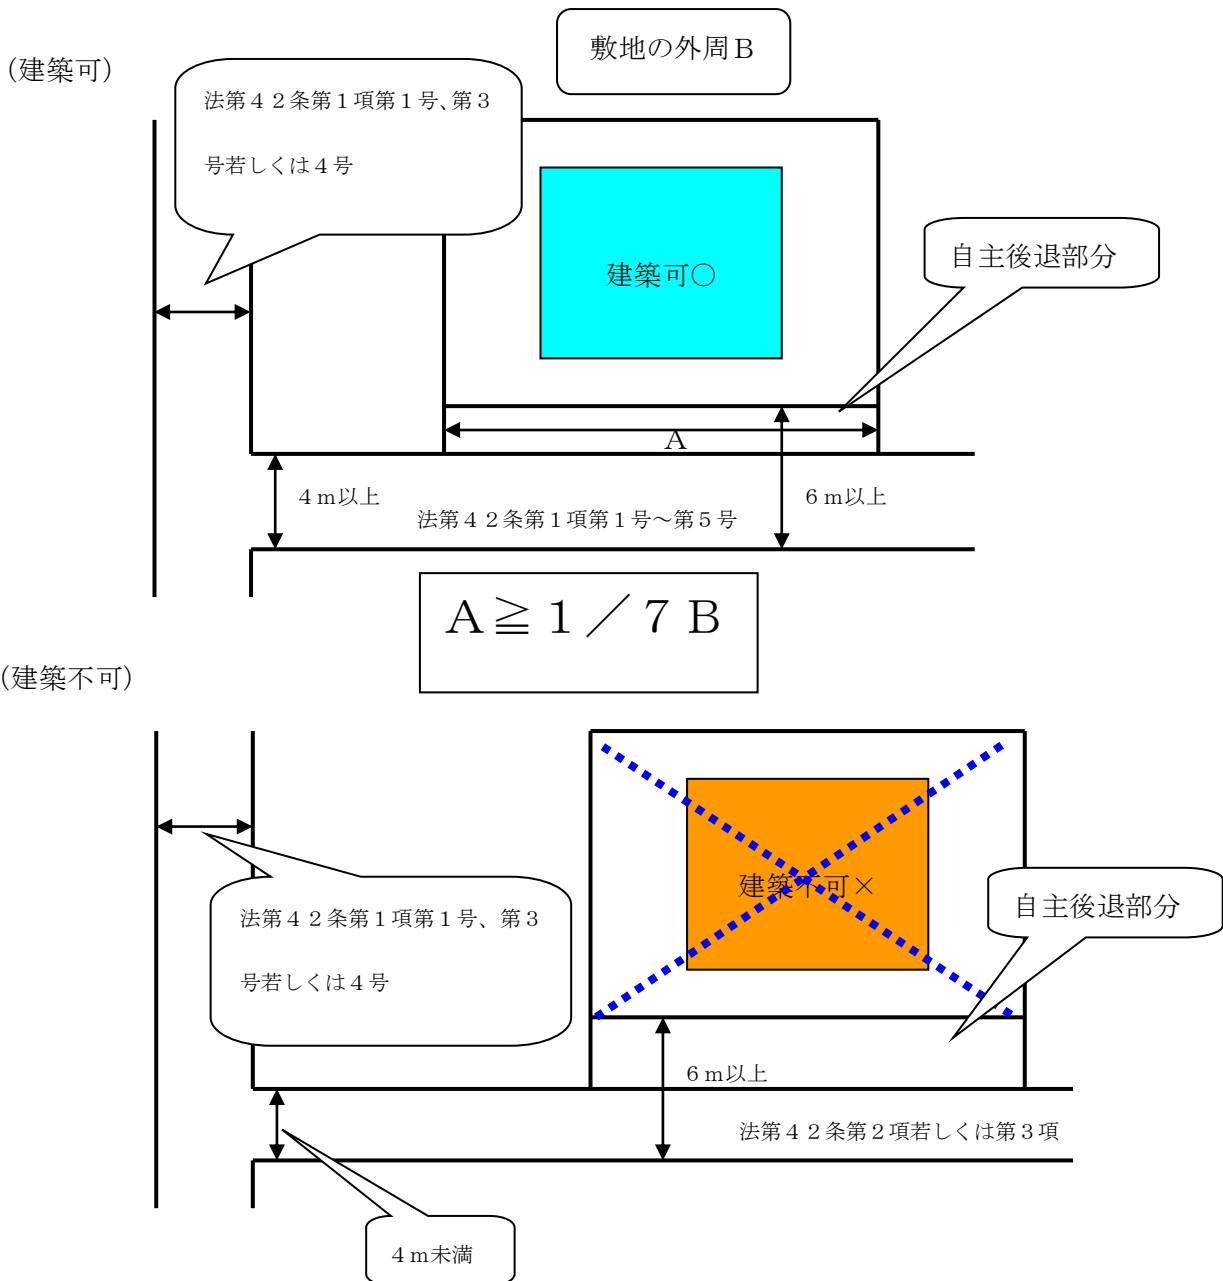 敷地の外周Ｂ
（建築可）
法第４２条第１項第１号、第３
号若しくは４号
建築可〇
自主後退部分
Ａ
４ｍ以上
６ｍ以上
法第４２条第１項第１号～第５号
Ａ≧１／７Ｂ
（建築不可）
建築不可×
法第４２条第１項第１号、第３
号若しくは４号
自主後退部分
６ｍ以上
法第４２条第２項若しくは第３項
４ｍ未満